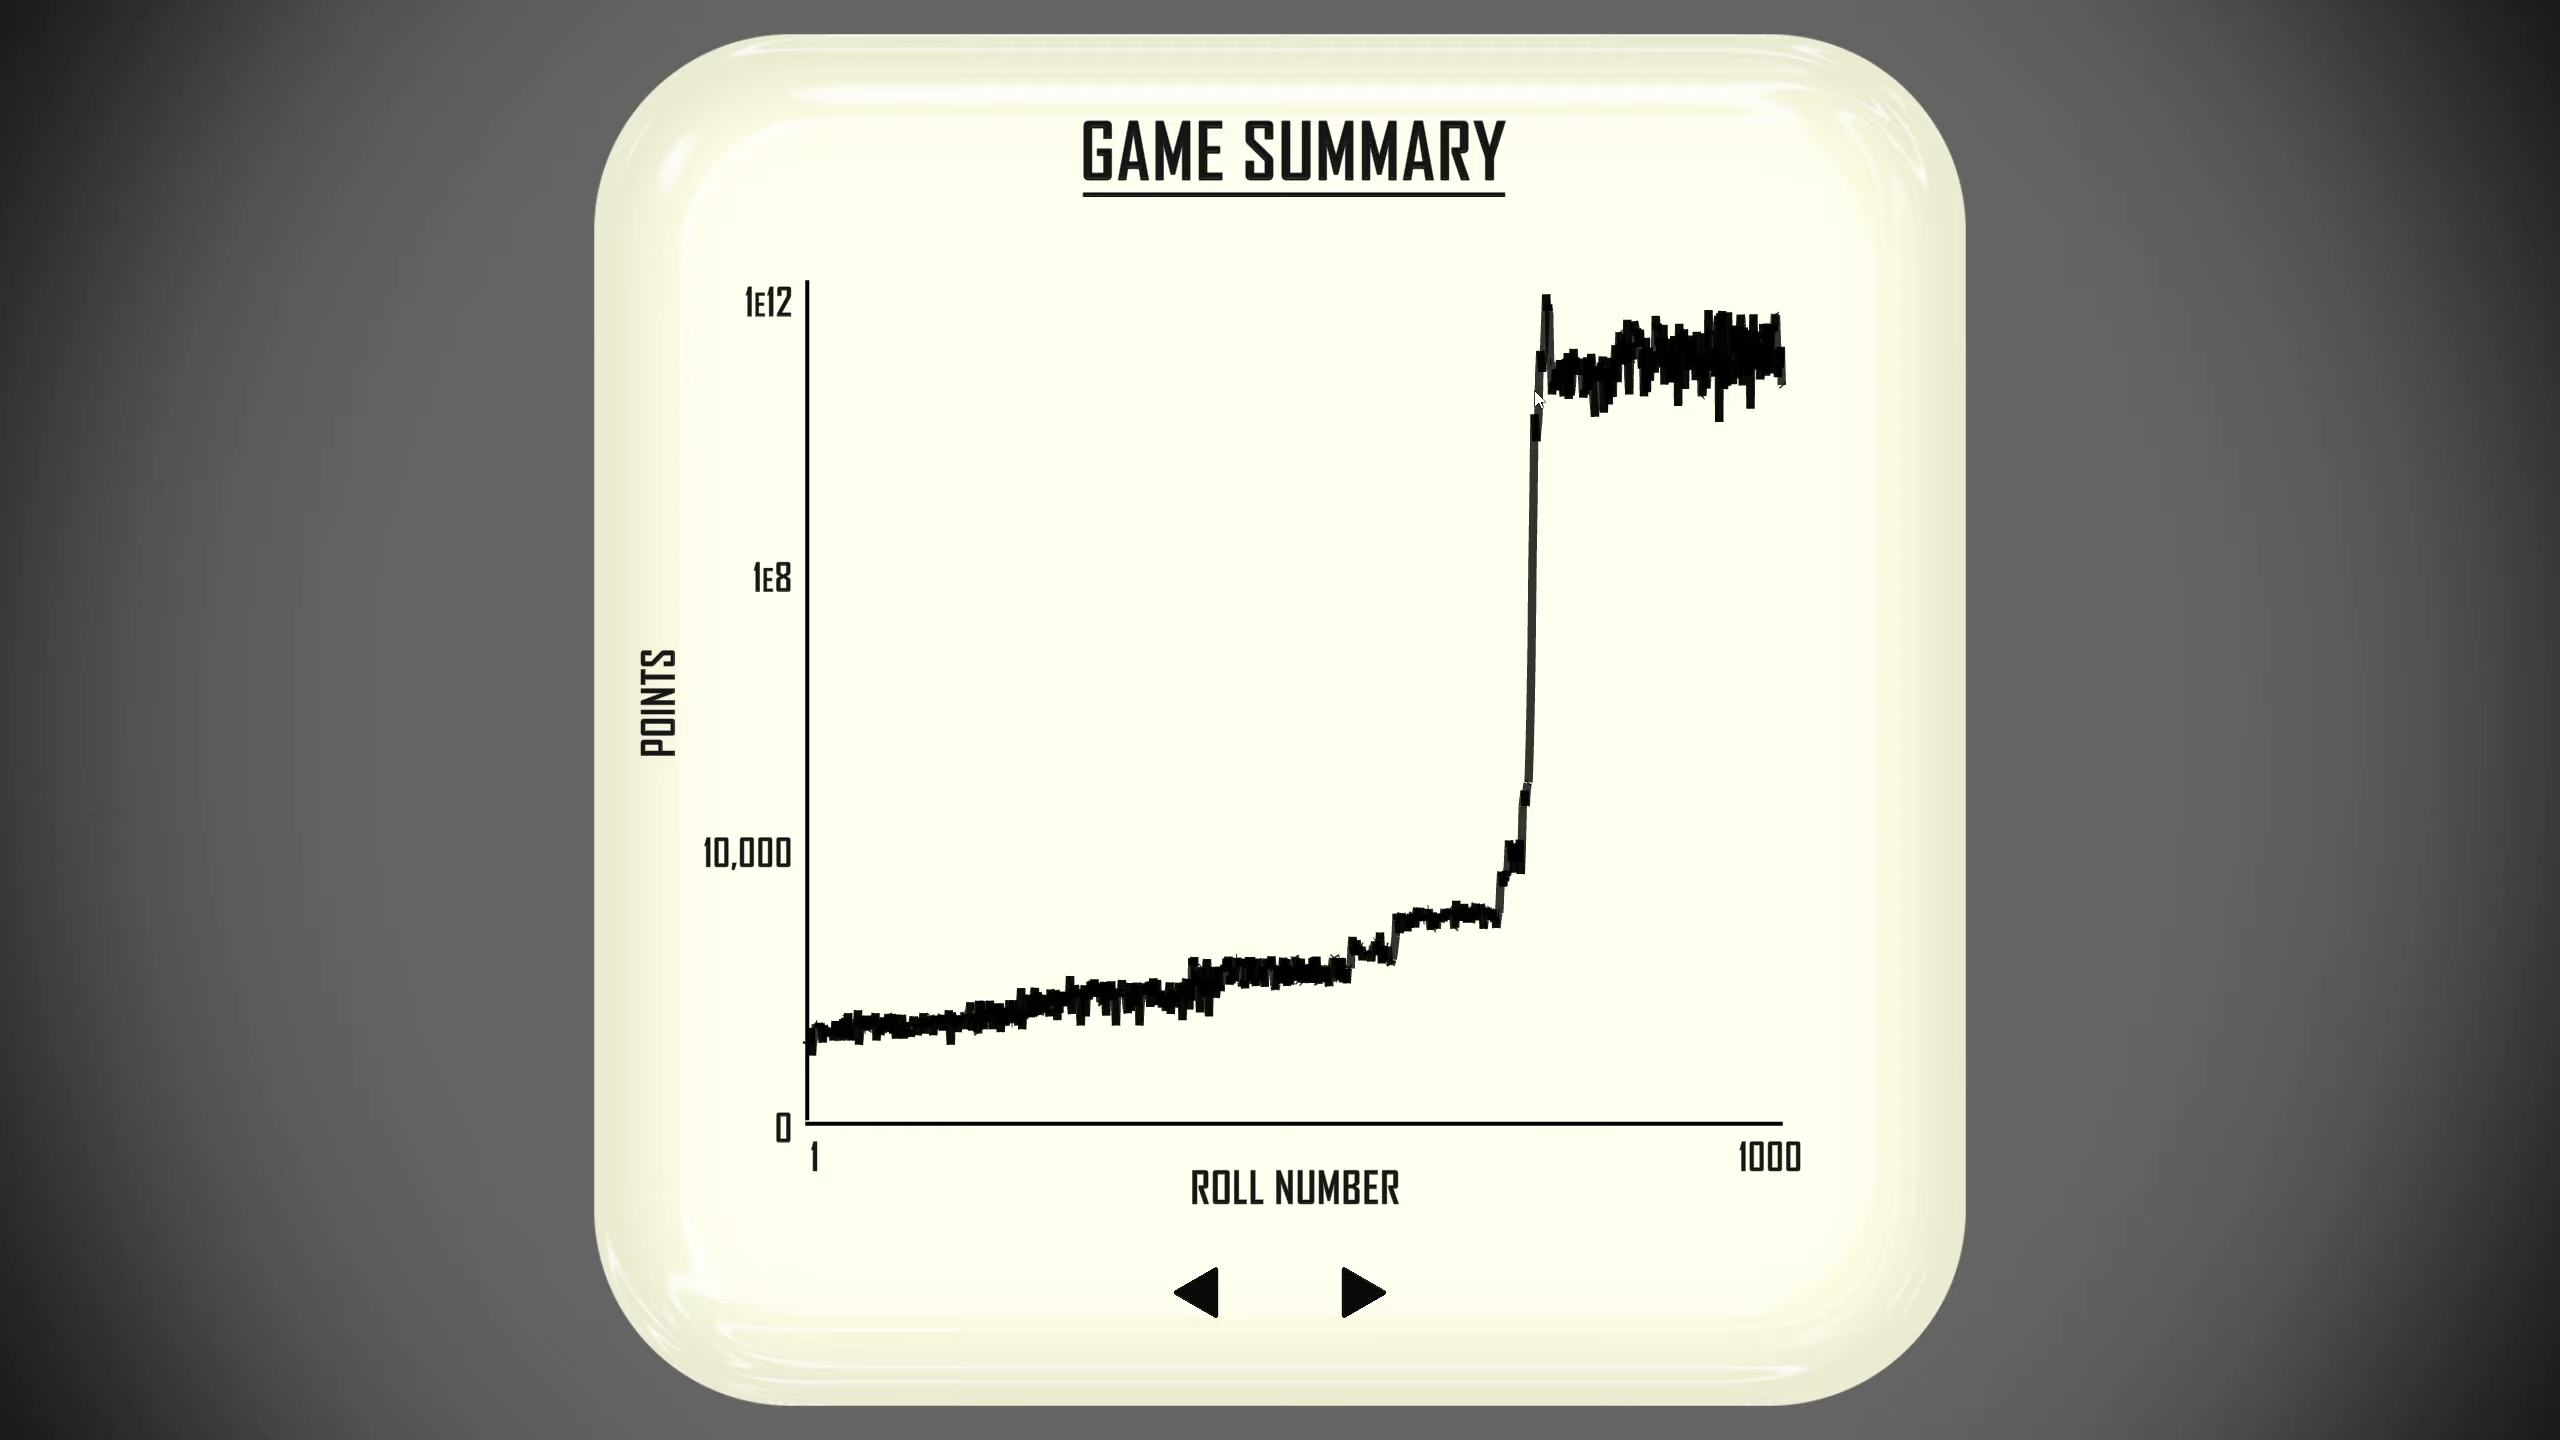 GAME SUMMARY
1E12
1E8
POINTS
10,000
0
1
1000
ROLL NUMBER